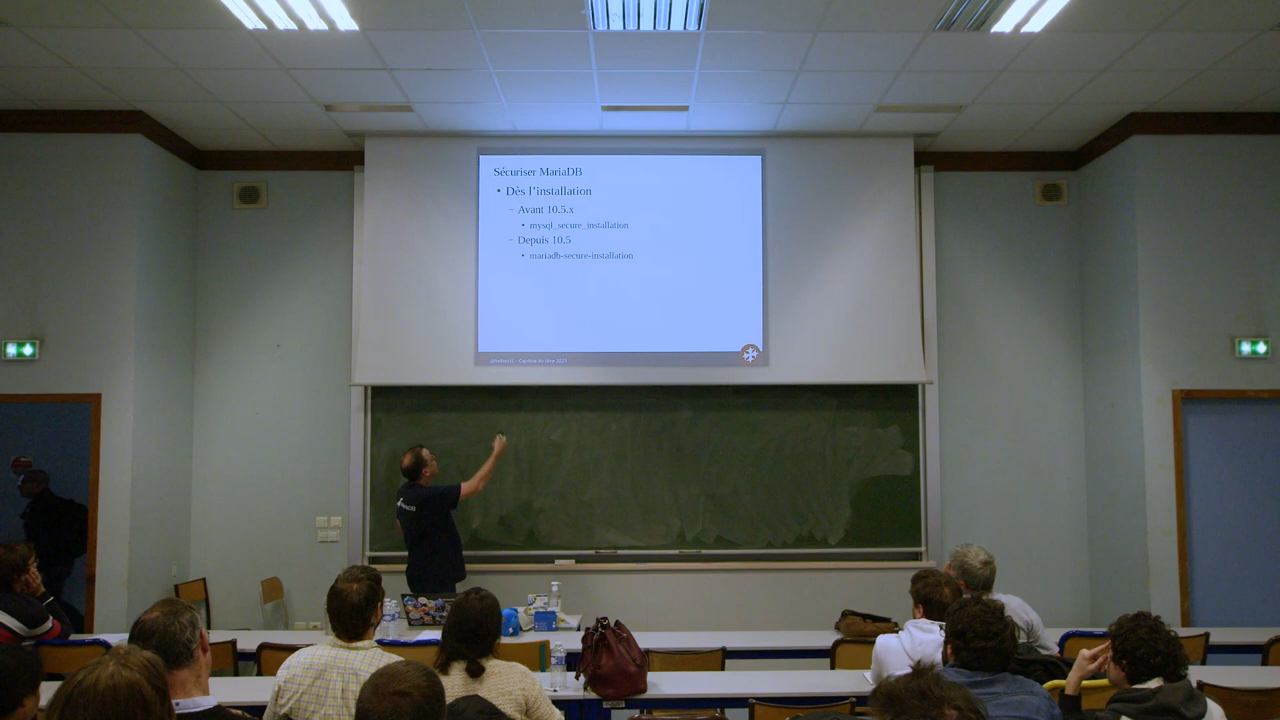 Sécuriser MariaDB
• Dès l'installation
– Avant 10.5.x
• mysql_secure_installation
– Depuis 10.5
• mariadb-secure-installation